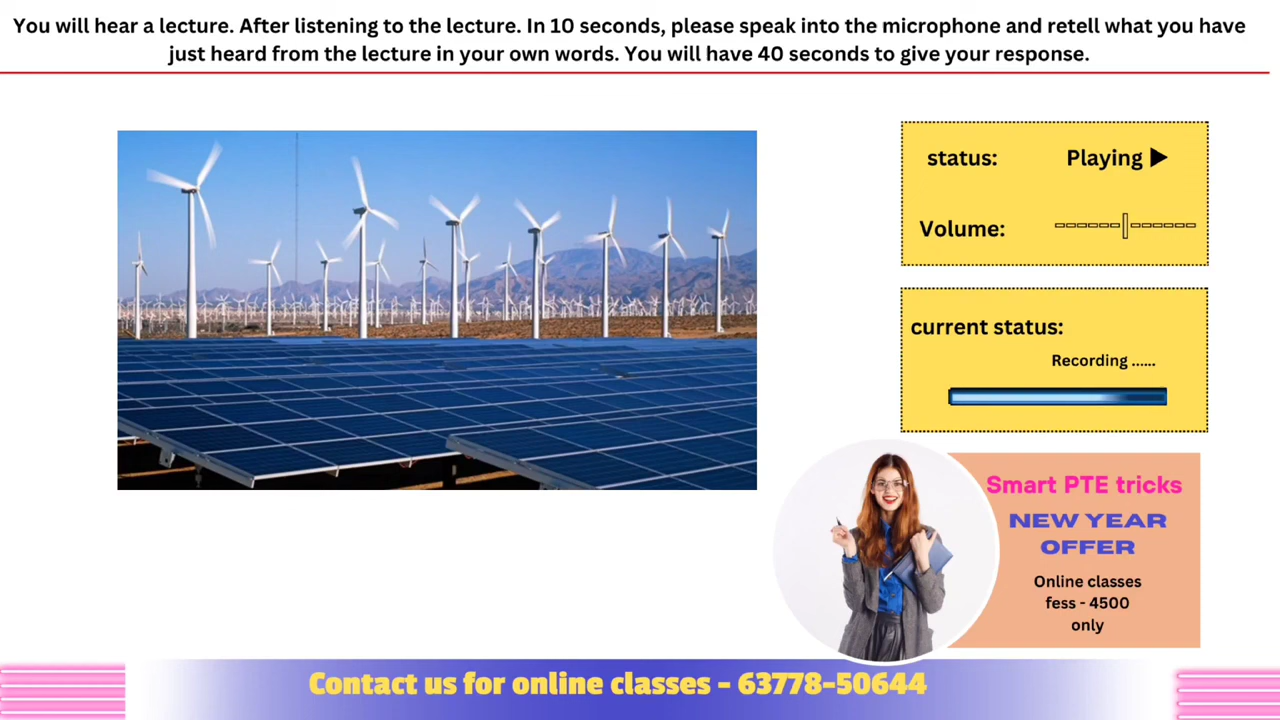 You will hear a lecture. After listening to the lecture. In 10 seconds, please speak into the microphone and retell what you have
just heard from the lecture in your own words. You will have 40 seconds to give your response.
status: Playing
Volume:
current status:
Recording ......
Smart PTE tricks
NEW YEAR
OFFER
Online classes
fess - 4500
only
Contact us for online classes - 63778-50644